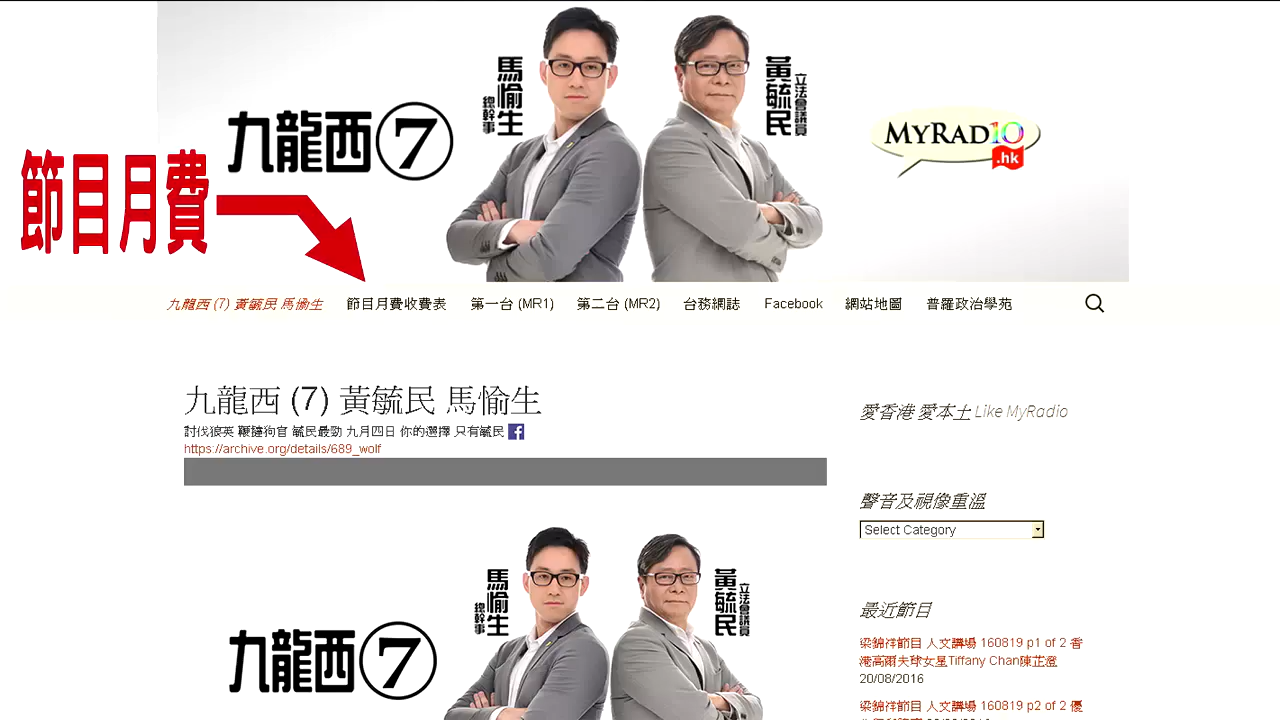 馬愉生
總幹事
黃毓民
立法會議員
九龍西 7
MYRADIO
.hk
節目月費
九龍西 (7) 黃毓民 馬愉生 節目月費收費表 第一台 (MR1) 第二台 (MR2) 台務網誌 Facebook 網站地圖 普羅政治學苑
九龍西 (7) 黃毓民 馬愉生
討伐狼英 鞭撻狗官 毓民最勁 九月四日 你的選擇 只有毓民
https://archive.org/details/689_wolf
愛香港 愛本土 Like MyRadio
聲音及視像重溫
Select Category
馬愉生
總幹事
黃毓民
立法會議員
九龍西 7
最近節目
梁錦祥節目 人文講場 160819 p1 of 2 香
港高爾夫球女星Tiffany Chan陳芷澄
20/08/2016
梁錦祥節目 人文講場 160819 p2 of 2 優